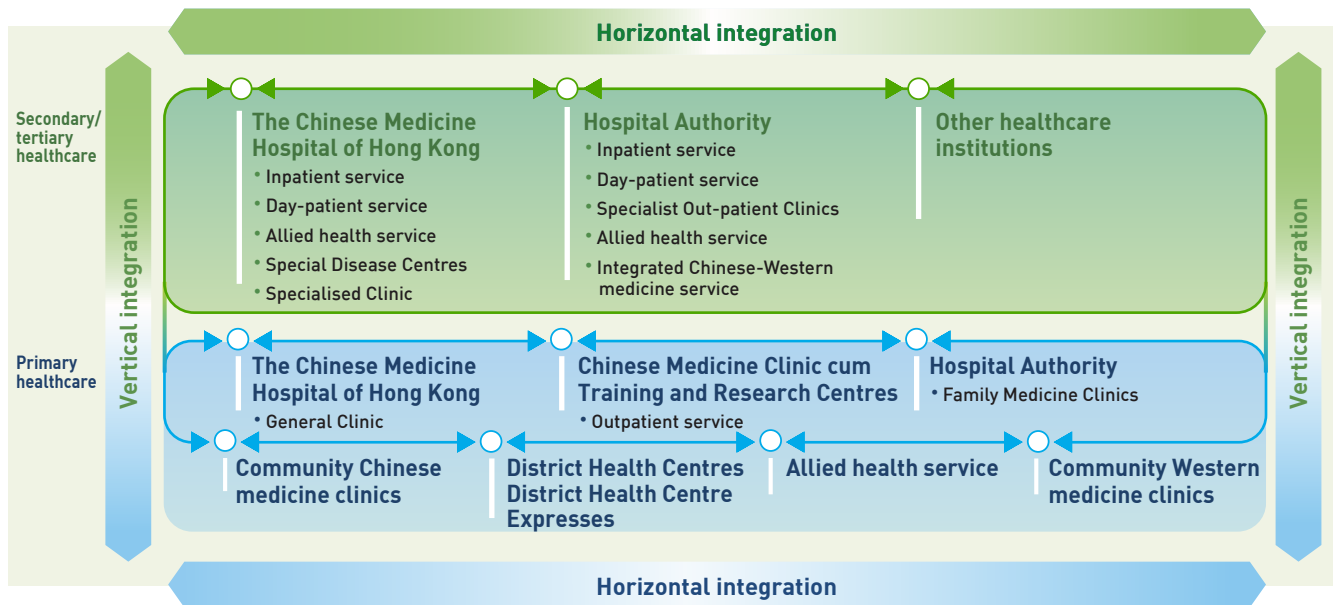 Horizontal integration
Vertical integration
Vertical integration
Secondary/
tertiary
healthcare
The Chinese Medicine
Hospital of Hong Kong
• Inpatient service
• Day-patient service
• Allied health service
• Special Disease Centres
• Specialised Clinic
Hospital Authority
• Inpatient service
• Day-patient service
• Specialist Out-patient Clinics
• Allied health service
• Integrated Chinese-Western
medicine service
Other healthcare
institutions
Primary
healthcare
The Chinese Medicine
Hospital of Hong Kong
• General Clinic
Chinese Medicine Clinic cum
Training and Research Centres
• Outpatient service
Hospital Authority
• Family Medicine Clinics
Community Chinese
medicine clinics
District Health Centres
District Health Centre
Expresses
Allied health service
Community Western
medicine clinics
Horizontal integration